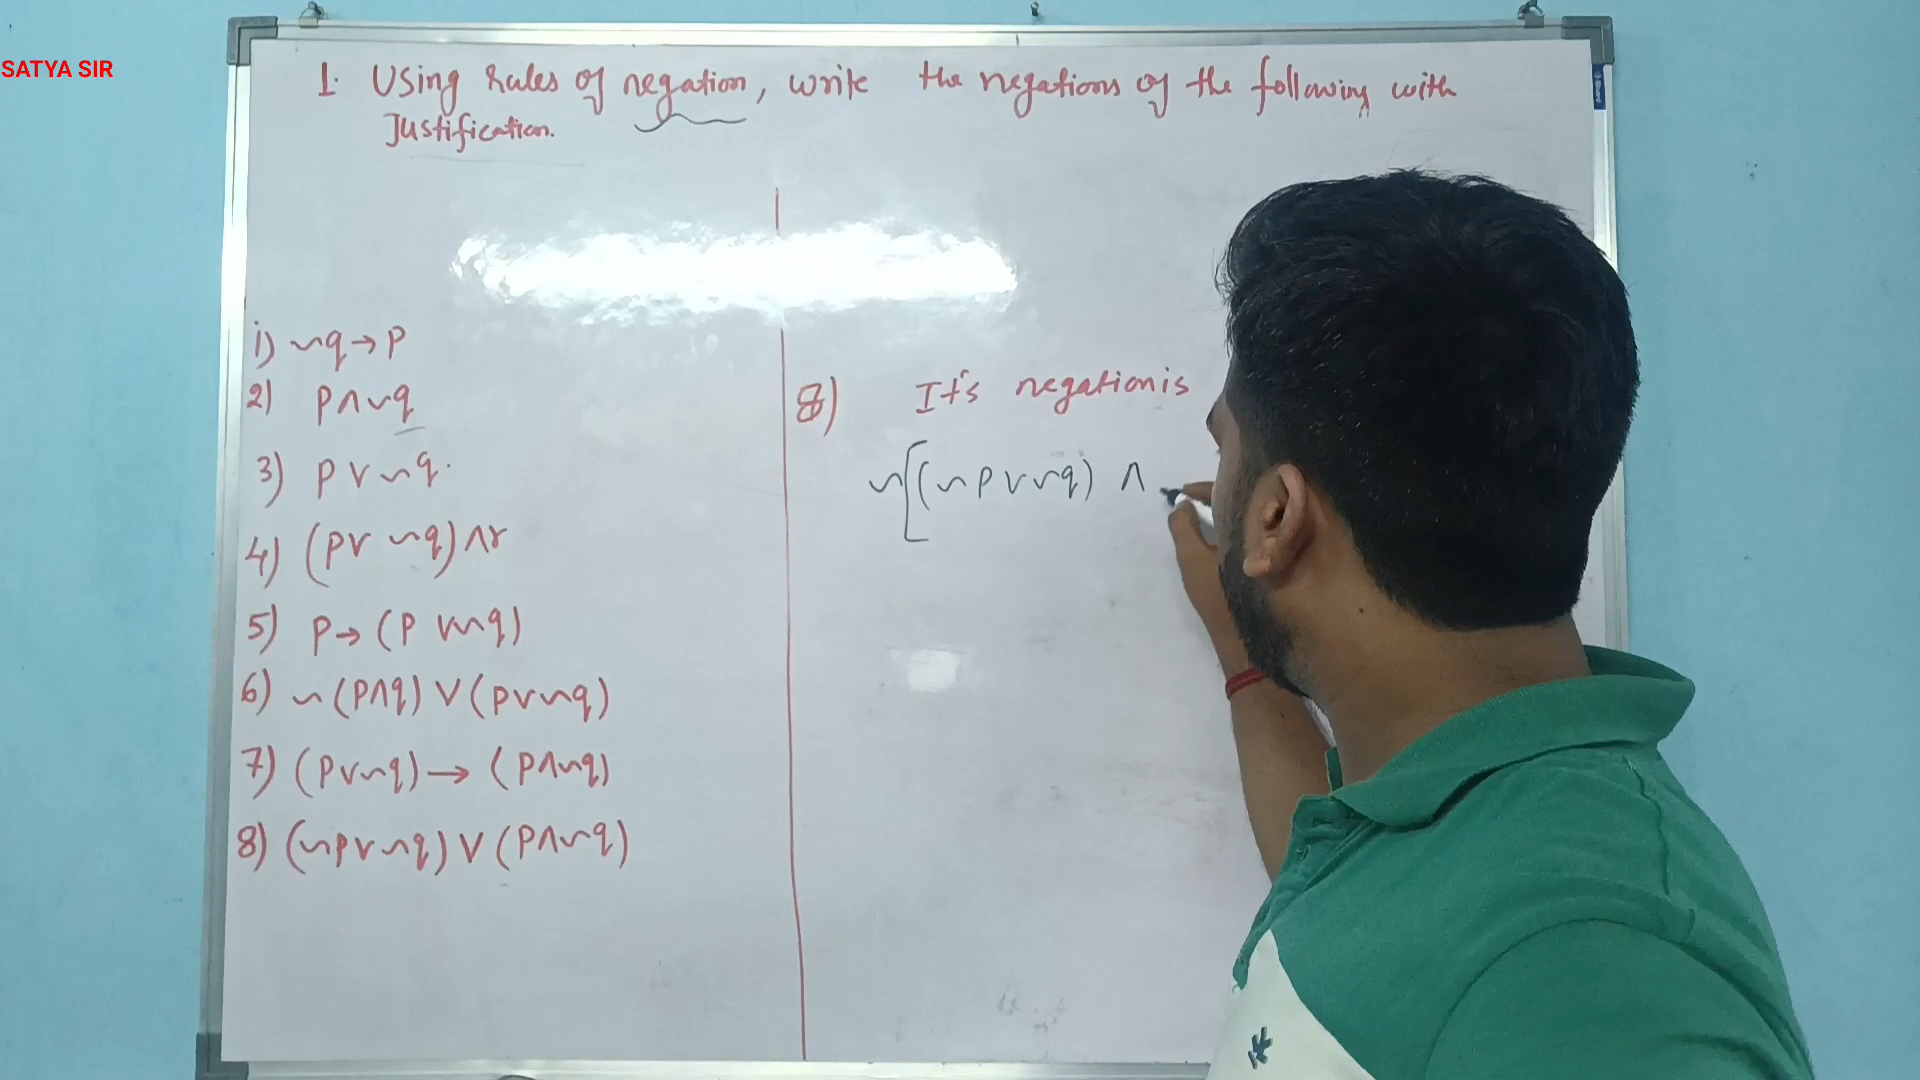 SATYA SIR
1. Using rules of negation, write the negations of the following with
Justification.
1) ~q→p
2) p∧~q
3) p∨~q.
4) (p∨ ~q)∧r
5) p→(p ∨~q)
6) ~(p∧q)∨(p∨~q)
7) (p∨~q)→(p∧~q)
8) (~p∨~q)∨(p∧~q)
8) It's negation is
~[(~p∨~q) ∧